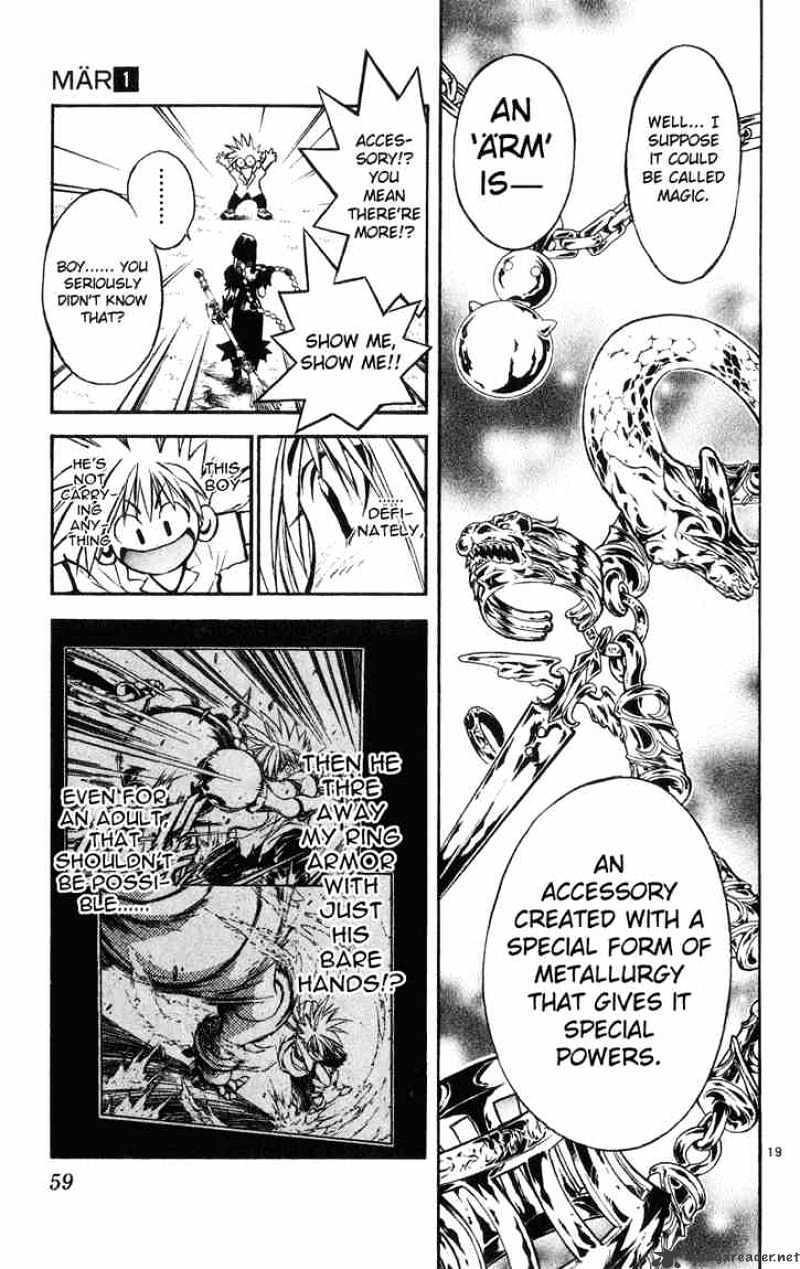 MÄR 1
WELL... I
SUPPOSE
IT COULD
BE CALLED
MAGIC.
AN
'ÄRM'
IS—
AN
ACCESSORY
CREATED WITH A
SPECIAL FORM OF
METALLURGY
THAT GIVES IT
SPECIAL
POWERS.
19
ACCES-
SORY!?
YOU
MEAN
THERE'RE
MORE!?
SHOW ME,
SHOW ME!!
.......
BOY...... YOU
SERIOUSLY
DIDN'T KNOW
THAT?
......
DEFI-
NATELY,
THIS
BOY
HE'S
NOT
CARRY-
ING
ANY-
THING
THEN HE
THRE
AWAY
MY RING
ARMOR
WITH
JUST
HIS
BARE
HANDS!?
EVEN FOR
AN ADULT,
THAT
SHOULDN'T
BE POSSI-
BLE......
59